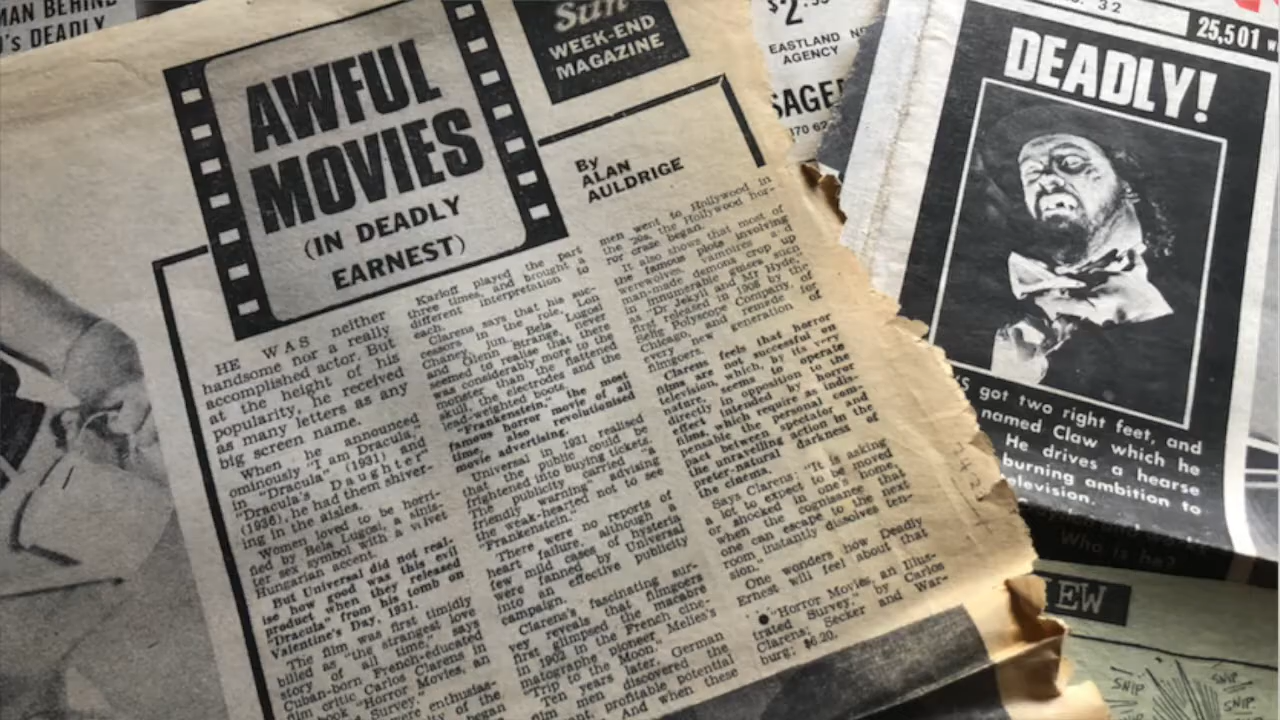 MAN BEHIND
'S DEADLY
AWFUL
MOVIES
(IN DEADLY
EARNEST)
Sun
WEEK-END
MAGAZINE
By
ALAN
AULDRIGE
HE WAS neither
handsome nor a really
accomplished actor. But
at the height of his
popularity, he received
as many letters as any
big screen name.
When he announced
ominously "I am Dracula,"
in "Dracula" (1931) and
"Dracula's Daughter"
(1936), he had them shiver-
ing in the aisles.
Women loved to be horri-
fied by Bela Lugosi, a sinis-
ter sex symbol with a velvet
Hungarian accent.
But Universal did not real-
ise how good was this evil
product when they released
"Dracula" from his tomb on
Valentine's Day, 1931.
The film was first timidly
billed as "the strangest love
story of all time," says
Cuban-born, French-educated
film critic Carlos Clarens in
book "Horror Movies, an
Survey."
were enthusias-
of the
began
Karloff played the part
three times, and brought a
different interpretation to
each.
Clarens says that his suc-
cessors in the role, Lon
Chaney, Jun., Bela Lugosi
and Glenn Strange, never
seemed to realise that there
was considerably more to the
monster than the flattened
skull, the electrodes and the
lead-weighted boots.
"Frankenstein," the most
famous horror movie of all
time, also revolutionised
movie advertising.
Universal in 1931 realised
that the public could be
frightened into buying tickets.
The publicity carried "a
friendly warning" advising
the weak-hearted not to see
"Frankenstein."
There were no reports of
heart failure, although a
few mild cases of hysteria
were fanned by Universal
into an effective publicity
campaign.
Clarens's fascinating sur-
vey reveals that filmgoers
first glimpsed the macabre
in 1902 in the French cine-
matographe pioneer, Melies's
"Trip to the Moon."
Ten years later, German
film men discovered the
profitable potential
And when these
men went to Hollywood in
the '20s, the Hollywood hor-
ror craze began.
It also shows that most of
the famous plots involving
werewolves, vampires and
man-made demons crop up
in innumerable guises such
as "Dr Jekyll and Mr Hyde,"
first released in 1908 by the
Selig Polyscope Company, of
Chicago, and remade for
every new generation of
filmgoers.
Clarens feels that horror
films are not successful on
television, which, by its very
nature, seems to operate
directly in opposition to the
effect intended by horror
films, which require as indis-
pensable the personal com-
pact between spectator and
the unraveling action in the
preter-natural darkness of
the cinema.
Says Clarens: "It is asking
a lot to expect to be moved
or shocked in one's home,
when the cognisance that
one can escape to the next
room instantly dissolves ten-
sion."
One wonders how Deadly
Ernest will feel about that
● "Horror Movies, an Illus-
trated Survey," by Carlos
Clarens; Secker and War-
burg; $6.20.
EASTLAND
AGENCY
32
25,501
DEADLY!
'S got two right feet, and
named Claw which he
He drives a hearse
burning ambition to
elevision.
Who is he?
EW
SNIP
SNIP
SNIP